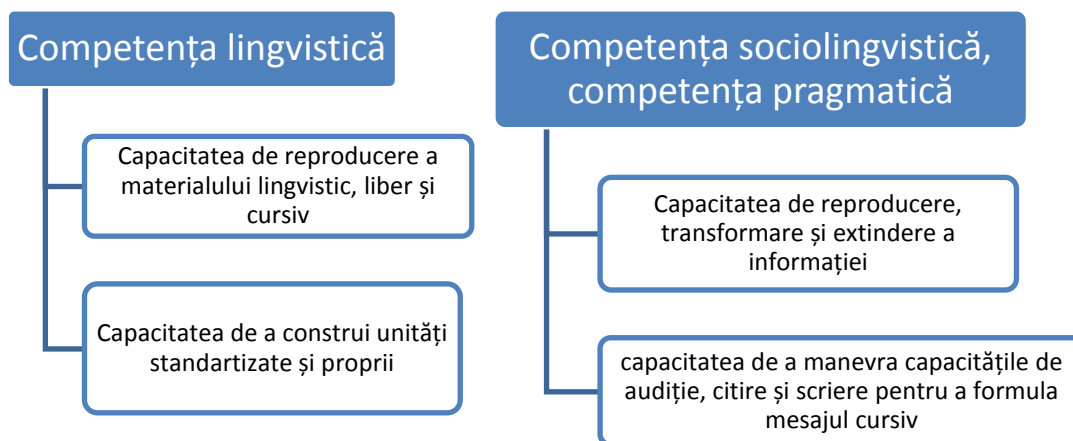 Competența lingvistică
Capacitatea de reproducere a
materialului lingvistic, liber și
cursiv
Capacitatea de a construi unități
standartizate și proprii
Competența sociolingvistică,
competența pragmatică
Capacitatea de reproducere,
transformare și extindere a
informației
capacitatea de a manevra capacitățile de
audiție, citire și scriere pentru a formula
mesajul cursiv